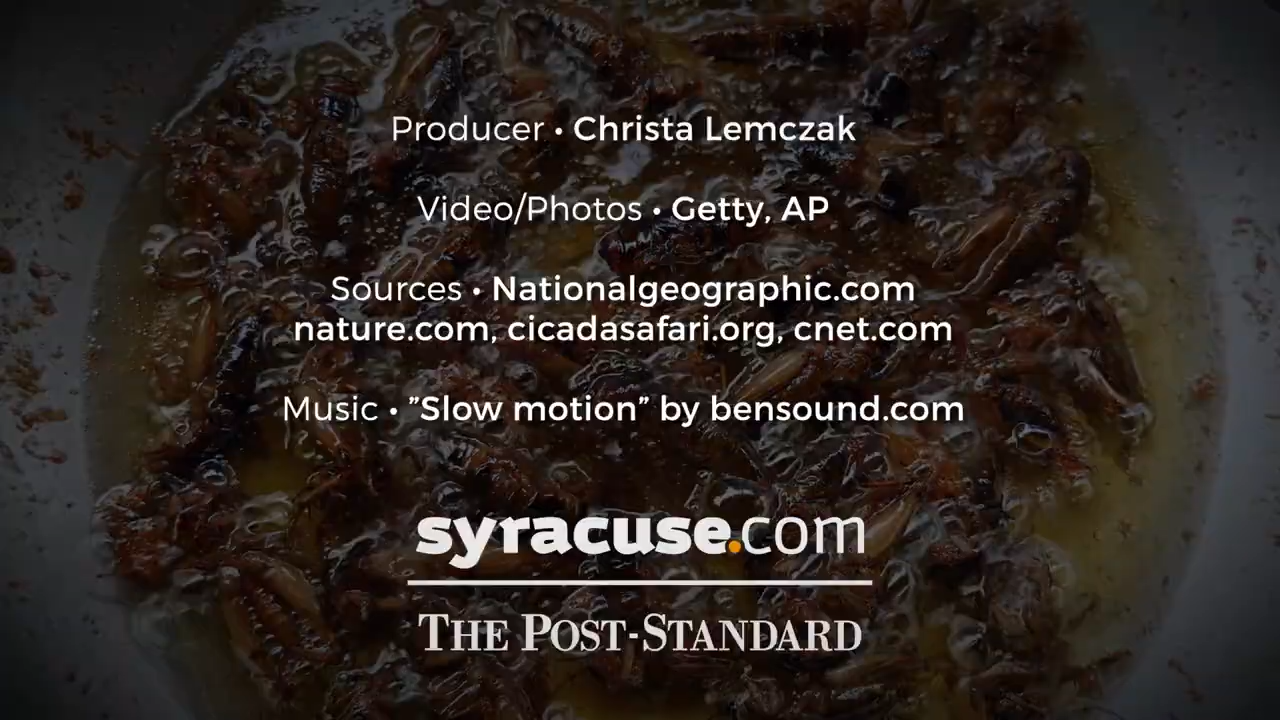 Producer • Christa Lemczak
Video/Photos • Getty, AP
Sources • Nationalgeographic.com
nature.com, cicadasafari.org, cnet.com
Music • ”Slow motion” by bensound.com
syracuse.com
THE POST-STANDARD